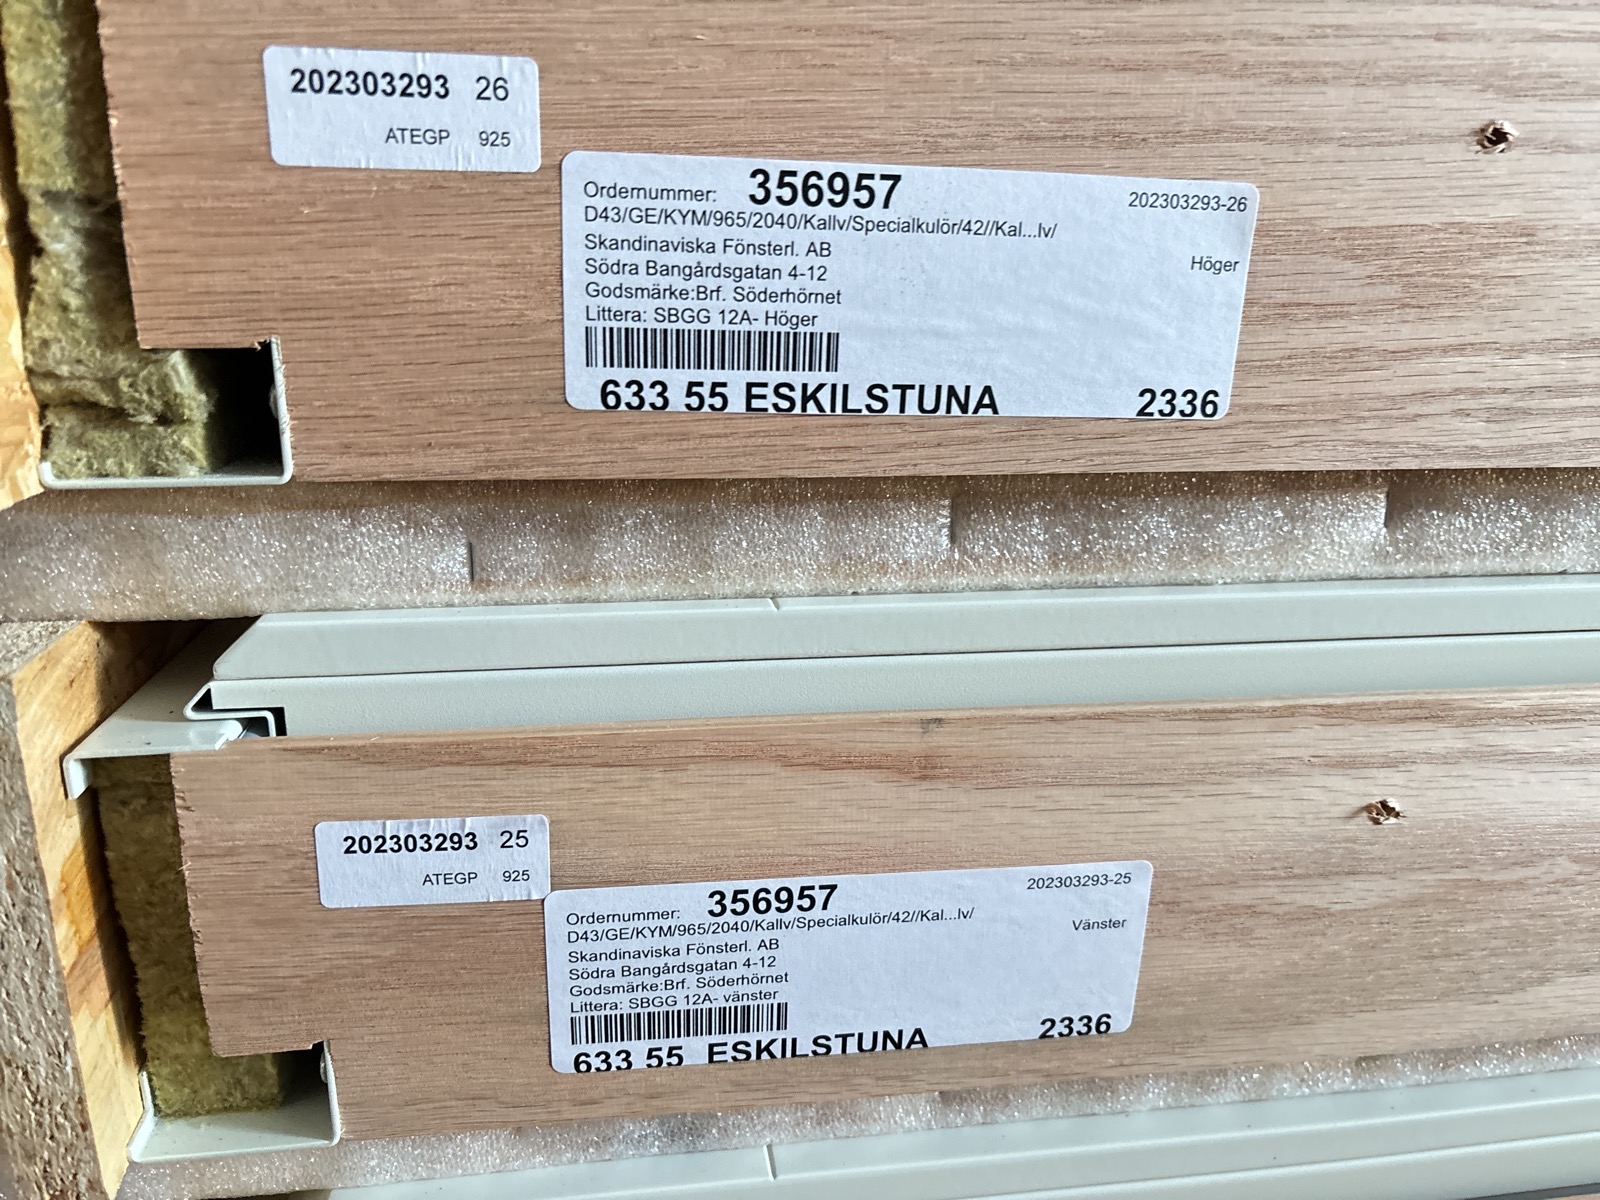 202303293 26
ATEGP 925
Ordernummer: 356957 202303293-26
D43/GE/KYM/965/2040/Kallv/Specialkulör/42//Kal...lv/
Skandinaviska Fönsterl. AB
Höger
Södra Bangårdsgatan 4-12
Godsmärke:Brf. Söderhörnet
Littera: SBGG 12A- Höger
633 55 ESKILSTUNA 2336
202303293 25
ATEGP 925
Ordernummer: 356957 202303293-25
D43/GE/KYM/965/2040/Kallv/Specialkulör/42//Kal...lv/
Skandinaviska Fönsterl. AB
Vänster
Södra Bangårdsgatan 4-12
Godsmärke:Brf. Söderhörnet
Littera: SBGG 12A- vänster
633 55 ESKILSTUNA 2336